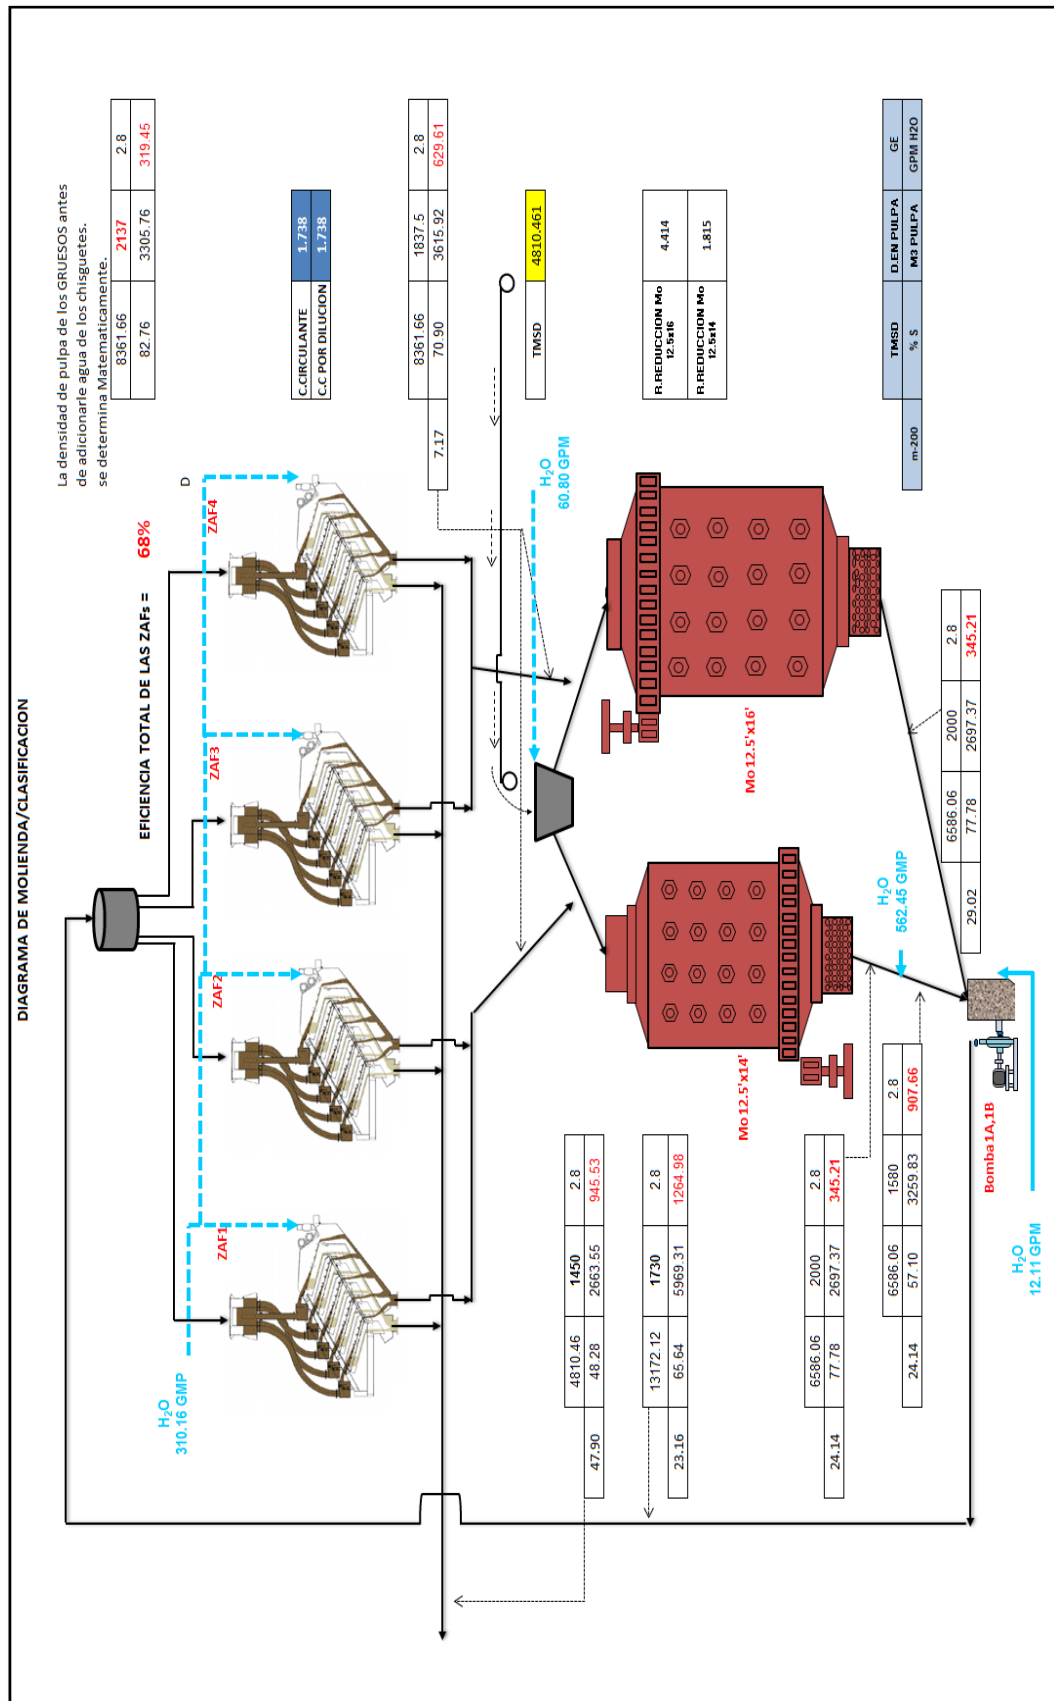 DIAGRAMA DE MOLIENDA/CLASIFICACION
La densidad de pulpa de los GRUESOS antes
de adicionarle agua de los chisguetes.
se determina Matematicamente.
8361.66 2137 2.8
82.76 3305.76 319.45
EFICIENCIA TOTAL DE LAS ZAFs = 68%
D
H2O
310.16 GMP
ZAF1
ZAF2
ZAF3
ZAF4
C.CIRCULANTE 1.738
C.C POR DILUCION 1.738
8361.66 1837.5 2.8
7.17 70.90 3615.92 629.61
TMSD 4810.461
H2O
60.80 GPM
R.REDUCCION Mo
12.5x16
4.414
R.REDUCCION Mo
12.5x14
1.815
Mo 12.5'x14'
Mo 12.5'x16'
4810.46 1450 2.8
47.90 48.28 2663.55 945.53
13172.12 1730 2.8
23.16 65.64 5969.31 1264.98
6586.06 2000 2.8
24.14 77.78 2697.37 345.21
6586.06 1580 2.8
24.14 57.10 3259.83 907.66
H2O
562.45 GMP
6586.06 2000 2.8
29.02 77.78 2697.37 345.21
TMSD D.EN PULPA GE
m-200 % S M3 PULPA GPM H2O
Bomba 1A,1B
H2O
12.11 GPM